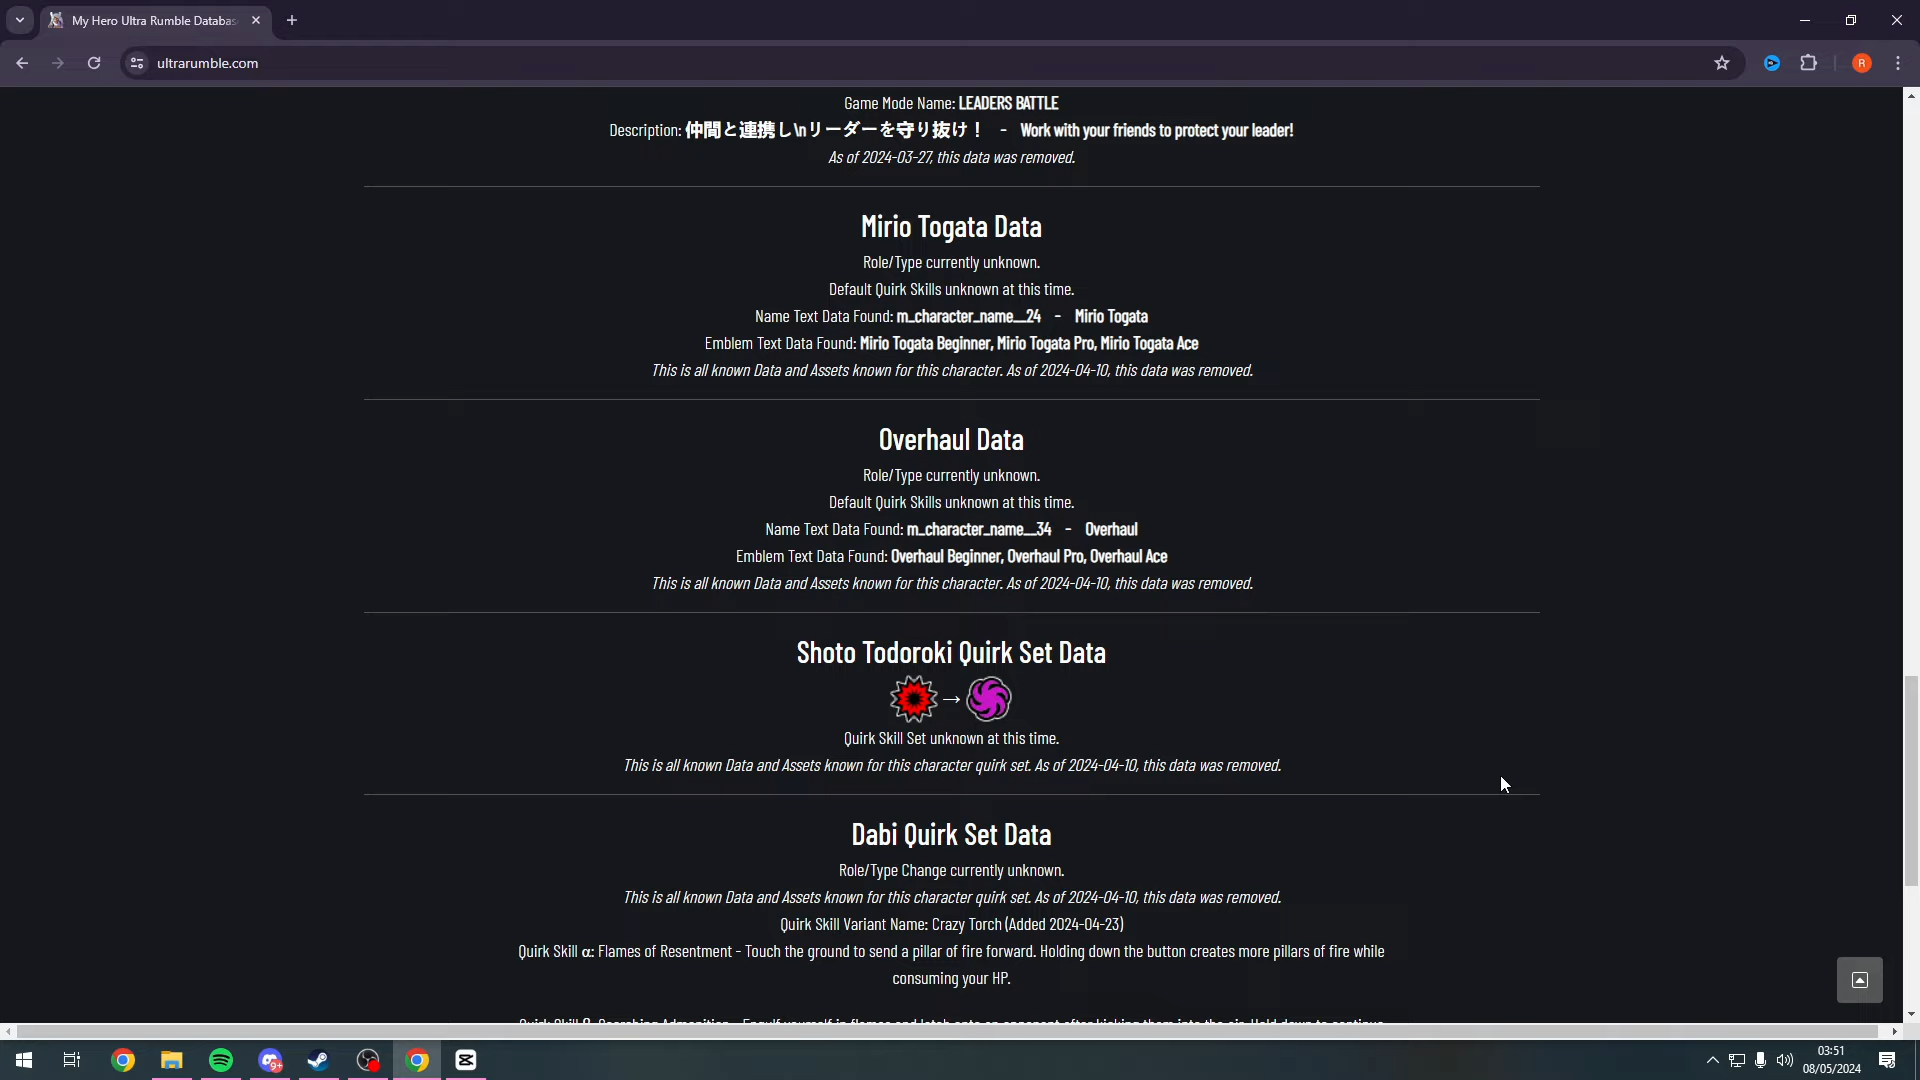 My Hero Ultra Rumble Databas
ultrarumble.com
R
Game Mode Name: LEADERS BATTLE
Description: 仲間と連携し\nリーダーを守り抜け！ - Work with your friends to protect your leader!
As of 2024-03-27, this data was removed.
Mirio Togata Data
Role/Type currently unknown.
Default Quirk Skills unknown at this time.
Name Text Data Found: m_character_name__24 - Mirio Togata
Emblem Text Data Found: Mirio Togata Beginner, Mirio Togata Pro, Mirio Togata Ace
This is all known Data and Assets known for this character. As of 2024-04-10, this data was removed.
Overhaul Data
Role/Type currently unknown.
Default Quirk Skills unknown at this time.
Name Text Data Found: m_character_name__34 - Overhaul
Emblem Text Data Found: Overhaul Beginner, Overhaul Pro, Overhaul Ace
This is all known Data and Assets known for this character. As of 2024-04-10, this data was removed.
Shoto Todoroki Quirk Set Data
→
Quirk Skill Set unknown at this time.
This is all known Data and Assets known for this character quirk set. As of 2024-04-10, this data was removed.
Dabi Quirk Set Data
Role/Type Change currently unknown.
This is all known Data and Assets known for this character quirk set. As of 2024-04-10, this data was removed.
Quirk Skill Variant Name: Crazy Torch (Added 2024-04-23)
Quirk Skill α: Flames of Resentment - Touch the ground to send a pillar of fire forward. Holding down the button creates more pillars of fire while
consuming your HP.
9+
03:51
08/05/2024